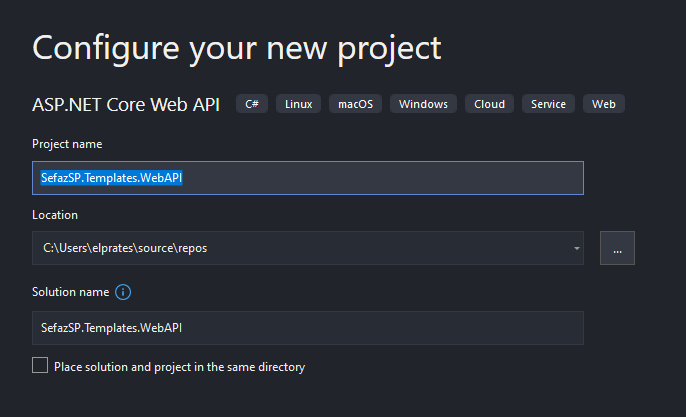 Configure your new project
ASP.NET Core Web API C# Linux macOS Windows Cloud Service Web
Project name
SefazSP.Templates.WebAPI
Location
C:\Users\elprates\source\repos ...
Solution name
SefazSP.Templates.WebAPI
Place solution and project in the same directory